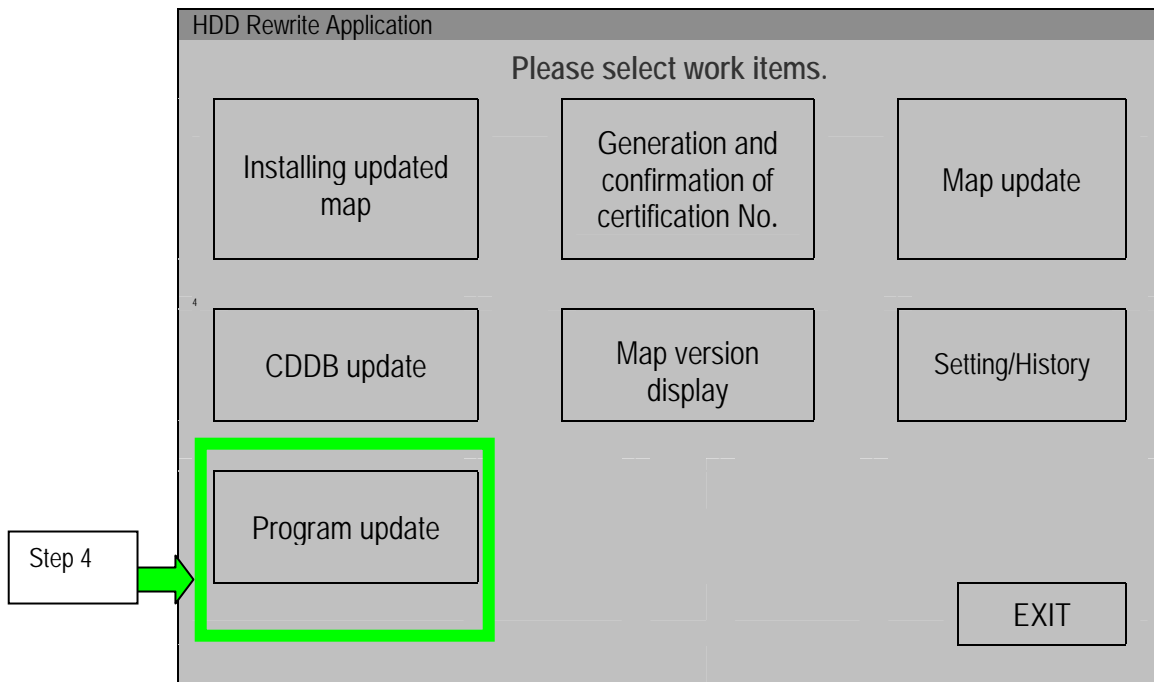 HDD Rewrite Application
Please select work items.
Installing updated
map
Generation and
confirmation of
certification No.
Map update
4
CDDB update
Map version
display
Setting/History
Program update
Step 4
EXIT